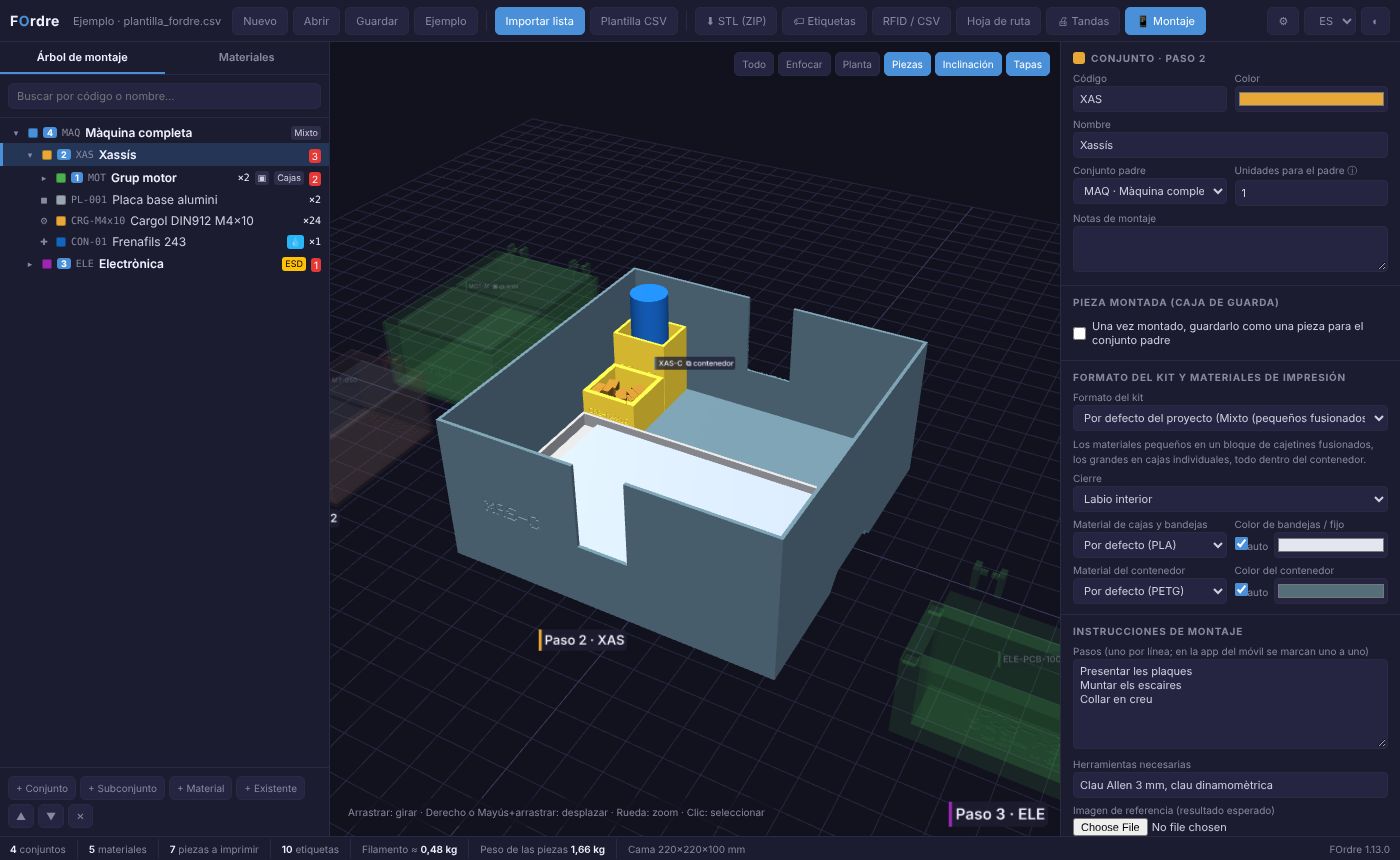 FOrdre
Ejemplo · plantilla_fordre.csv
Nuevo
Abrir
Guardar
Ejemplo
Importar lista
Plantilla CSV
⬇ STL (ZIP)
🏷 Etiquetas
RFID / CSV
Hoja de ruta
🖨 Tandas
📱 Montaje
⚙
ES
Árbol de montaje
Materiales
Buscar por código o nombre...
▾ 4 MAQ Màquina completa Mixto
▾ 2 XAS Xassís 3
▸ 1 MOT Grup motor ×2 ▣ Cajas 2
PL-001 Placa base alumini ×2
CRG-M4x10 Cargol DIN912 M4×10 ×24
CON-01 Frenafils 243 💧 ×1
▸ 3 ELE Electrònica ESD 1
+ Conjunto
+ Subconjunto
+ Material
+ Existente
▲
▼
×
Todo
Enfocar
Planta
Piezas
Inclinación
Tapas
XAS-C ⧉ contenedor
2
Paso 2 · XAS
ELE-PCB-100
Paso 3 · ELE
Arrastrar: girar · Derecho o Mayús+arrastrar: desplazar · Rueda: zoom · Clic: seleccionar
CONJUNTO · PASO 2
Código
Color
XAS
Nombre
Xassís
Conjunto padre
Unidades para el padre ⓘ
MAQ · Màquina comple
1
Notas de montaje
PIEZA MONTADA (CAJA DE GUARDA)
Una vez montado, guardarlo como una pieza para el
conjunto padre
FORMATO DEL KIT Y MATERIALES DE IMPRESIÓN
Formato del kit
Por defecto del proyecto (Mixto (pequeños fusionados
Los materiales pequeños en un bloque de cajetines fusionados,
los grandes en cajas individuales, todo dentro del contenedor.
Cierre
Labio interior
Material de cajas y bandejas
Color de bandejas / fijo
Por defecto (PLA)
auto
Material del contenedor
Color del contenedor
Por defecto (PETG)
auto
INSTRUCCIONES DE MONTAJE
Pasos (uno por línea; en la app del móvil se marcan uno a uno)
Presentar les plaques
Muntar els escaires
Collar en creu
Herramientas necesarias
Clau Allen 3 mm, clau dinamomètrica
Imagen de referencia (resultado esperado)
Choose File No file chosen
4 conjuntos
5 materiales
7 piezas a imprimir
10 etiquetas
Filamento ≈ 0,48 kg
Peso de las piezas 1,66 kg
Cama 220×220×100 mm
FOrdre 1.13.0